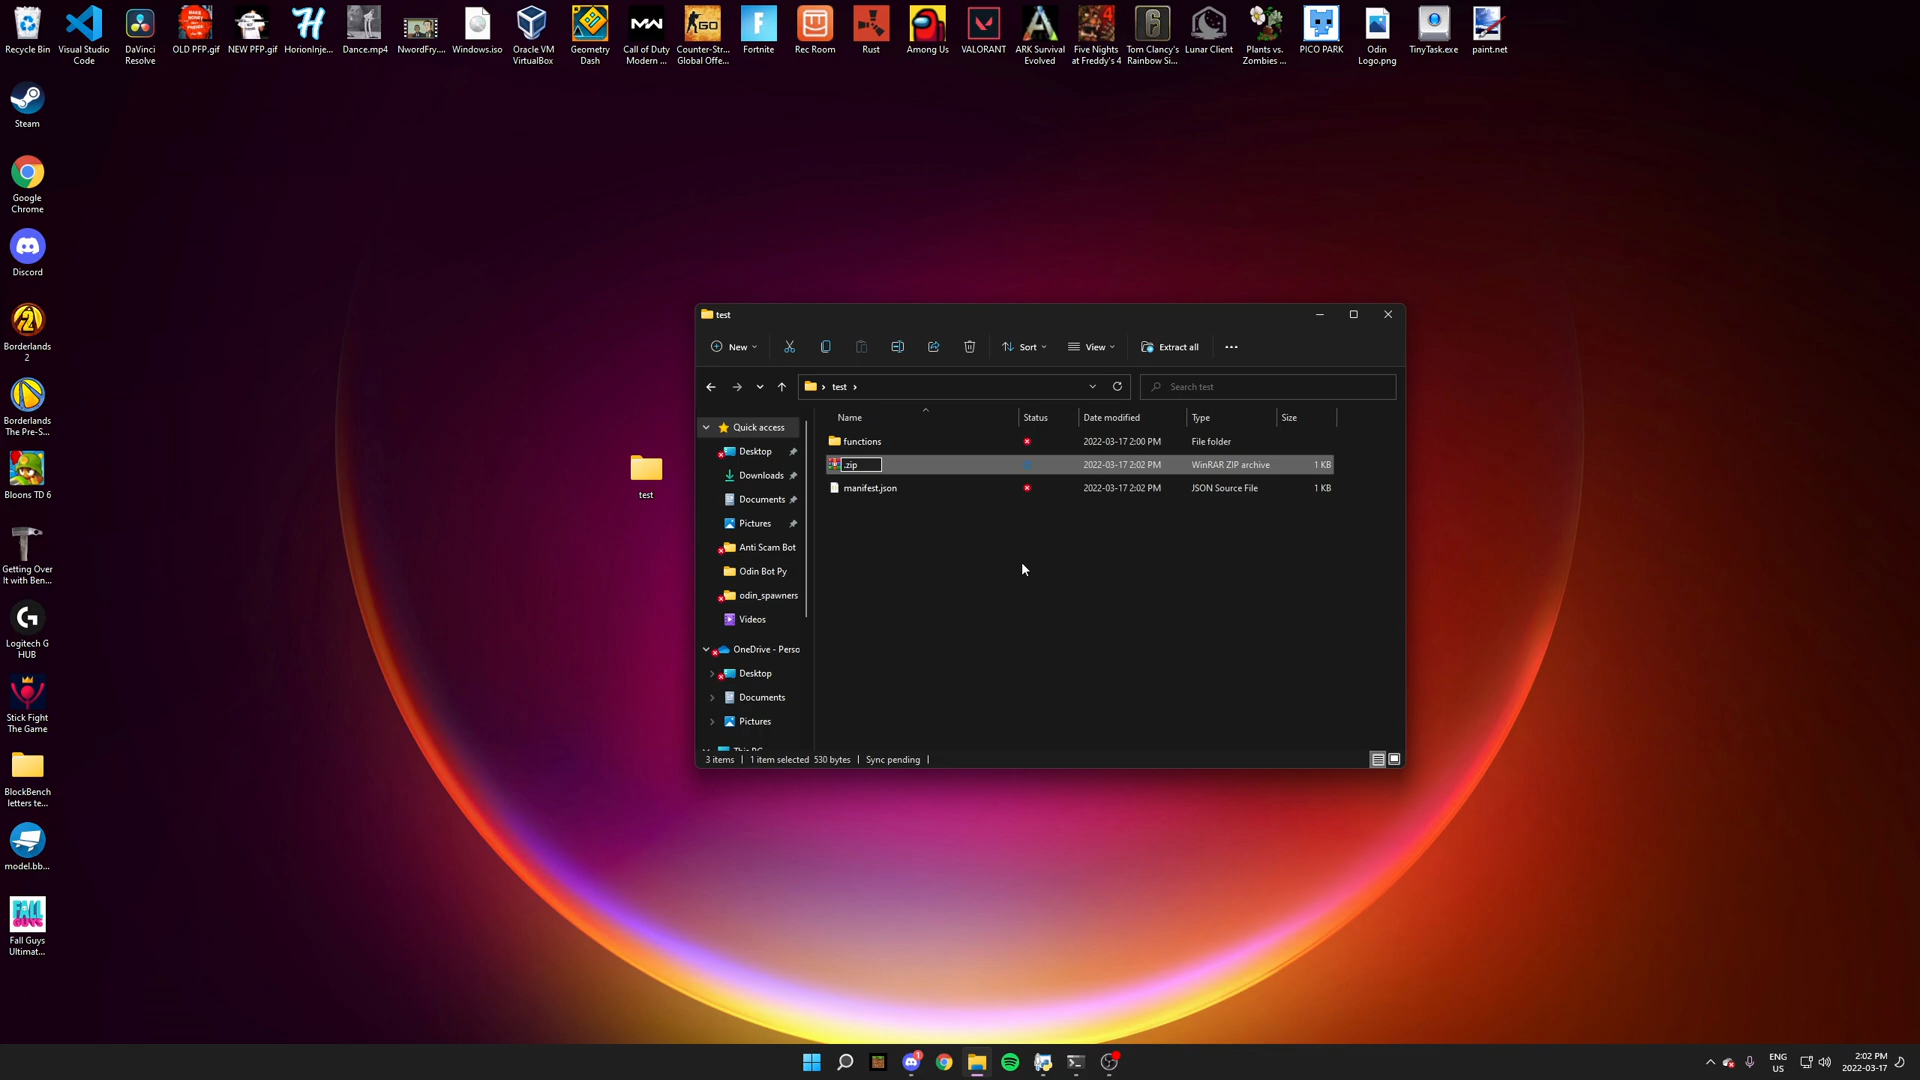 Recycle Bin
Visual Studio
Code
DaVinci
Resolve
OLD PFP.gif
NEW PFP.gif
HorionInje...
Dance.mp4
NwordFry....
Windows.iso
Oracle VM
VirtualBox
Geometry
Dash
Call of Duty
Modern ...
Counter-Str...
Global Offe...
Fortnite
Rec Room
Rust
Among Us
VALORANT
ARK Survival
Evolved
Five Nights
at Freddy's 4
Tom Clancy's
Rainbow Si...
Lunar Client
Plants vs.
Zombies ...
PICO PARK
Odin
Logo.png
TinyTask.exe
paint.net
Steam
Google
Chrome
Discord
Borderlands
2
Borderlands
The Pre-S...
Bloons TD 6
Getting Over
It with Ben...
Logitech G
HUB
Stick Fight
The Game
BlockBench
letters te...
model.bb...
FALL
GUYS
Fall Guys
Ultimat...
test
test
New
Sort
View
Extract all
test
Search test
Name
Status
Date modified
Type
Size
functions
2022-03-17 2:00 PM
File folder
.zip
2022-03-17 2:02 PM
WinRAR ZIP archive
1 KB
manifest.json
2022-03-17 2:02 PM
JSON Source File
1 KB
Quick access
Desktop
Downloads
Documents
Pictures
Anti Scam Bot
Odin Bot Py
odin_spawners
Videos
OneDrive - Perso
Desktop
Documents
Pictures
This PC
3 items
1 item selected 530 bytes
Sync pending
ENG
US
2:02 PM
2022-03-17